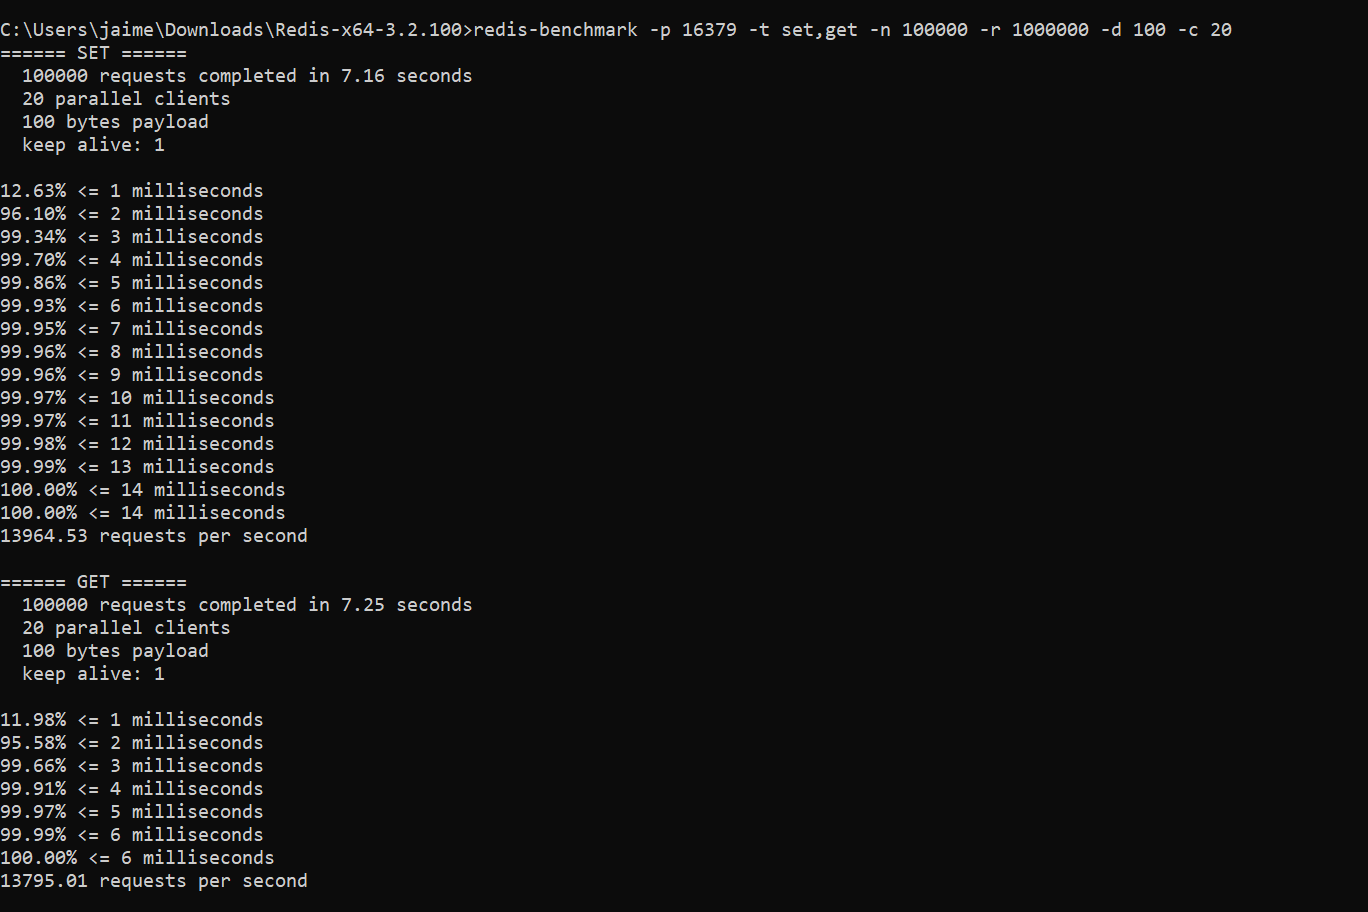 C:\Users\jaime\Downloads\Redis-x64-3.2.100>redis-benchmark -p 16379 -t set,get -n 100000 -r 1000000 -d 100 -c 20
====== SET ======
  100000 requests completed in 7.16 seconds
  20 parallel clients
  100 bytes payload
  keep alive: 1

12.63% <= 1 milliseconds
96.10% <= 2 milliseconds
99.34% <= 3 milliseconds
99.70% <= 4 milliseconds
99.86% <= 5 milliseconds
99.93% <= 6 milliseconds
99.95% <= 7 milliseconds
99.96% <= 8 milliseconds
99.96% <= 9 milliseconds
99.97% <= 10 milliseconds
99.97% <= 11 milliseconds
99.98% <= 12 milliseconds
99.99% <= 13 milliseconds
100.00% <= 14 milliseconds
100.00% <= 14 milliseconds
13964.53 requests per second

====== GET ======
  100000 requests completed in 7.25 seconds
  20 parallel clients
  100 bytes payload
  keep alive: 1

11.98% <= 1 milliseconds
95.58% <= 2 milliseconds
99.66% <= 3 milliseconds
99.91% <= 4 milliseconds
99.97% <= 5 milliseconds
99.99% <= 6 milliseconds
100.00% <= 6 milliseconds
13795.01 requests per second